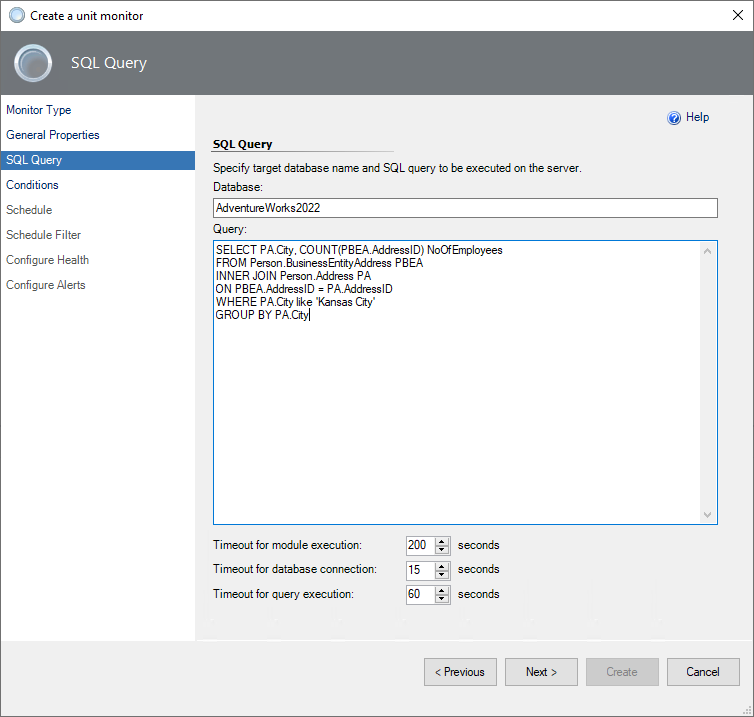 Create a unit monitor
SQL Query
Monitor Type
General Properties
SQL Query
Conditions
Schedule
Schedule Filter
Configure Health
Configure Alerts
Help
SQL Query
Specify target database name and SQL query to be executed on the server.
Database:
AdventureWorks2022
Query:
SELECT PA.City, COUNT(PBEA.AddressID) NoOfEmployees
FROM Person.BusinessEntityAddress PBEA
INNER JOIN Person.Address PA
ON PBEA.AddressID = PA.AddressID
WHERE PA.City like 'Kansas City'
GROUP BY PA.City
Timeout for module execution: 200 seconds
Timeout for database connection: 15 seconds
Timeout for query execution: 60 seconds
< Previous Next > Create Cancel